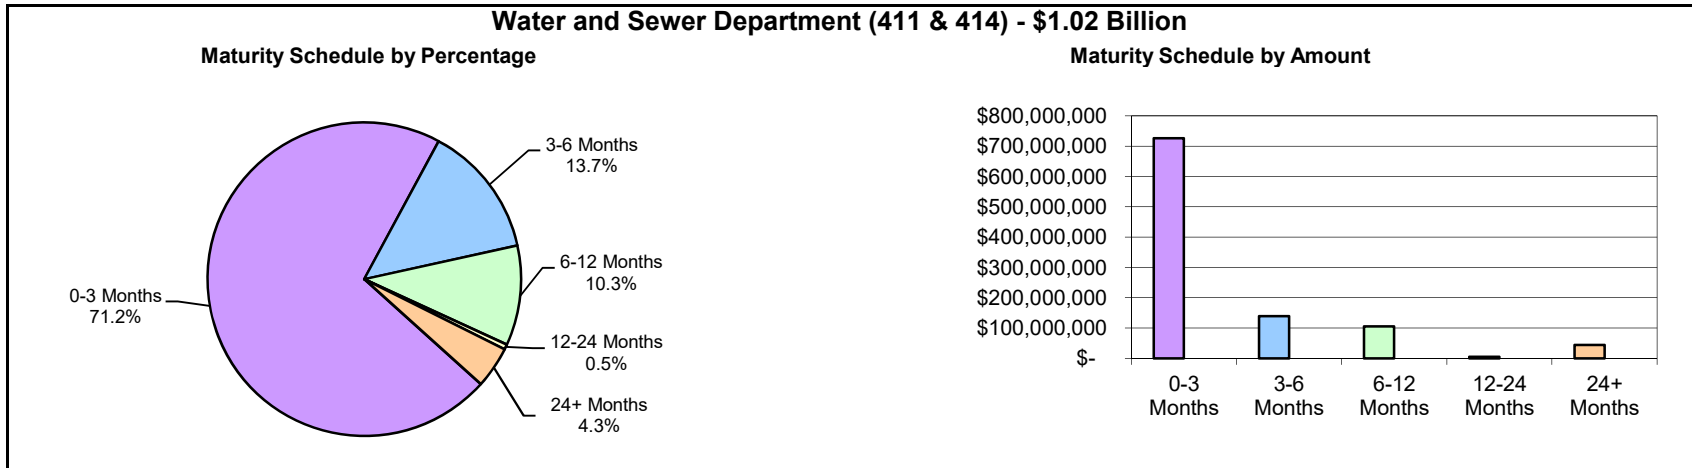 Water and Sewer Department (411 & 414) - $1.02 Billion
Maturity Schedule by Percentage
3-6 Months
13.7%
6-12 Months
10.3%
0-3 Months
71.2%
12-24 Months
0.5%
24+ Months
4.3%
Maturity Schedule by Amount
$800,000,000
$700,000,000
$600,000,000
$500,000,000
$400,000,000
$300,000,000
$200,000,000
$100,000,000
$-
0-3
Months
3-6
Months
6-12
Months
12-24
Months
24+
Months